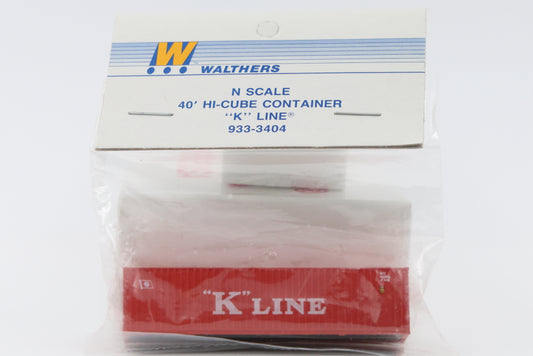 W
WALTHERS
N SCALE
40' HI-CUBE CONTAINER
"K" LINE®
933-3404
"K" LINE